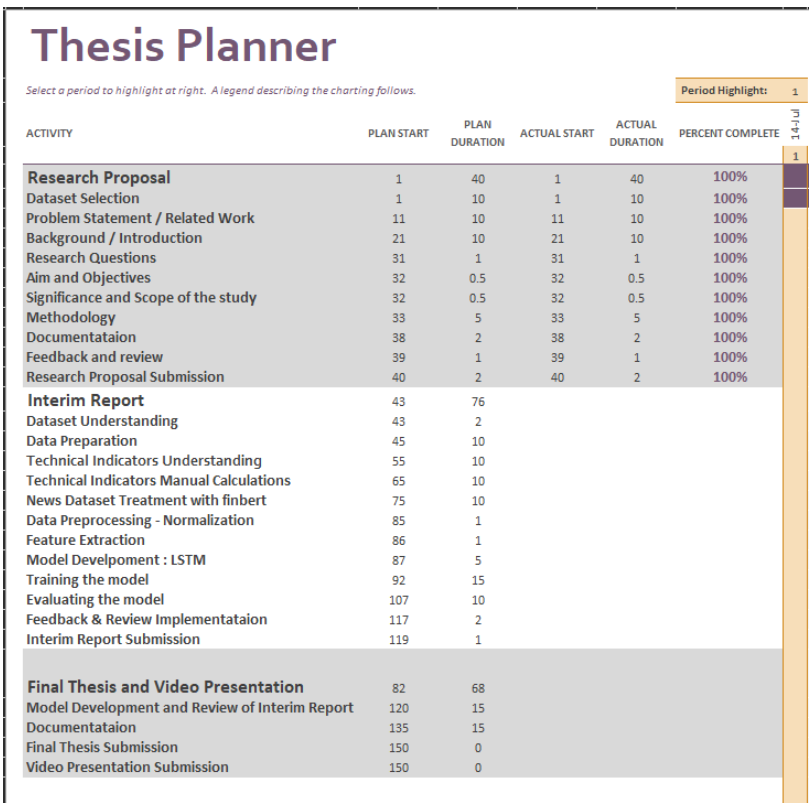 Thesis Planner
Select a period to highlight at right. A legend describing the charting follows.
Period Highlight: 1
ACTIVITY PLAN START PLAN DURATION ACTUAL START ACTUAL DURATION PERCENT COMPLETE 14-Jul
1
Research Proposal 1 40 1 40 100%
Dataset Selection 1 10 1 10 100%
Problem Statement / Related Work 11 10 11 10 100%
Background / Introduction 21 10 21 10 100%
Research Questions 31 1 31 1 100%
Aim and Objectives 32 0.5 32 0.5 100%
Significance and Scope of the study 32 0.5 32 0.5 100%
Methodology 33 5 33 5 100%
Documentataion 38 2 38 2 100%
Feedback and review 39 1 39 1 100%
Research Proposal Submission 40 2 40 2 100%
Interim Report 43 76
Dataset Understanding 43 2
Data Preparation 45 10
Technical Indicators Understanding 55 10
Technical Indicators Manual Calculations 65 10
News Dataset Treatment with finbert 75 10
Data Preprocessing - Normalization 85 1
Feature Extraction 86 1
Model Develpoment : LSTM 87 5
Training the model 92 15
Evaluating the model 107 10
Feedback & Review Implementataion 117 2
Interim Report Submission 119 1
Final Thesis and Video Presentation 82 68
Model Development and Review of Interim Report 120 15
Documentataion 135 15
Final Thesis Submission 150 0
Video Presentation Submission 150 0